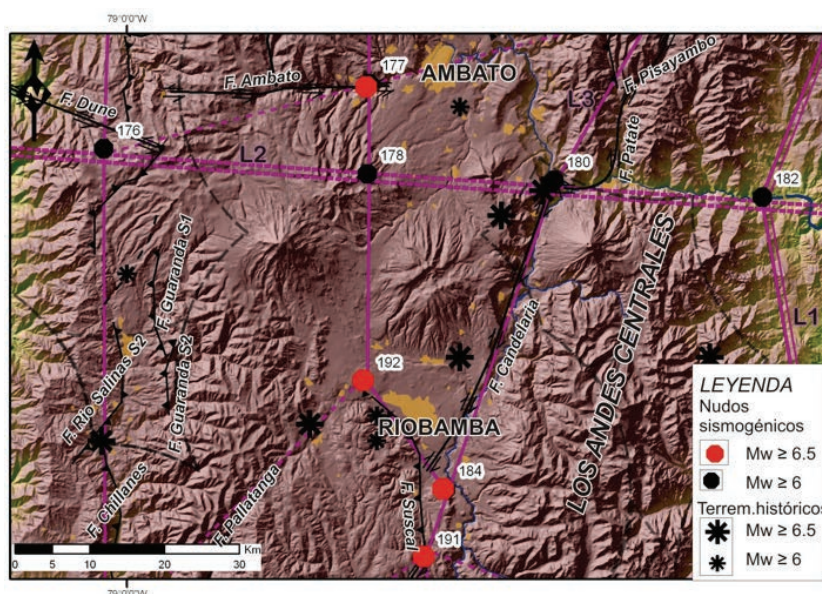 79°0'0"W
177
AMBATO
F. Ambato
F. Pisayambo
F. Dune
176
L3
L2
178
180
F. Patate
182
LOS ANDES CENTRALES
F. Guaranda S1
F. Candelaria
L1
F. Rio Salinas S2
F. Guaranda S2
192
RIOBAMBA
F. Chillanes
F. Pallatanga
F. Suscal
184
191
LEYENDA
Nudos
sismogénicos
Mw ≥ 6.5
Mw ≥ 6
Terrem.históricos
Mw ≥ 6.5
Mw ≥ 6
Km
0 5 10 20 30
79°0'0"W